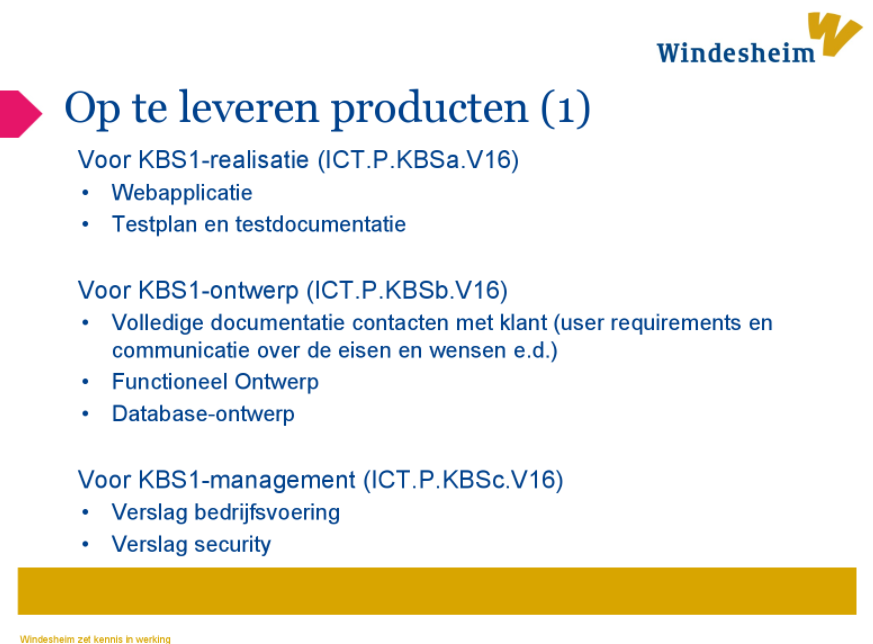 Windesheim
Op te leveren producten (1)
Voor KBS1-realisatie (ICT.P.KBSa.V16)
• Webapplicatie
• Testplan en testdocumentatie
Voor KBS1-ontwerp (ICT.P.KBSb.V16)
• Volledige documentatie contacten met klant (user requirements en
communicatie over de eisen en wensen e.d.)
• Functioneel Ontwerp
• Database-ontwerp
Voor KBS1-management (ICT.P.KBSc.V16)
• Verslag bedrijfsvoering
• Verslag security
Windesheim zet kennis in werking